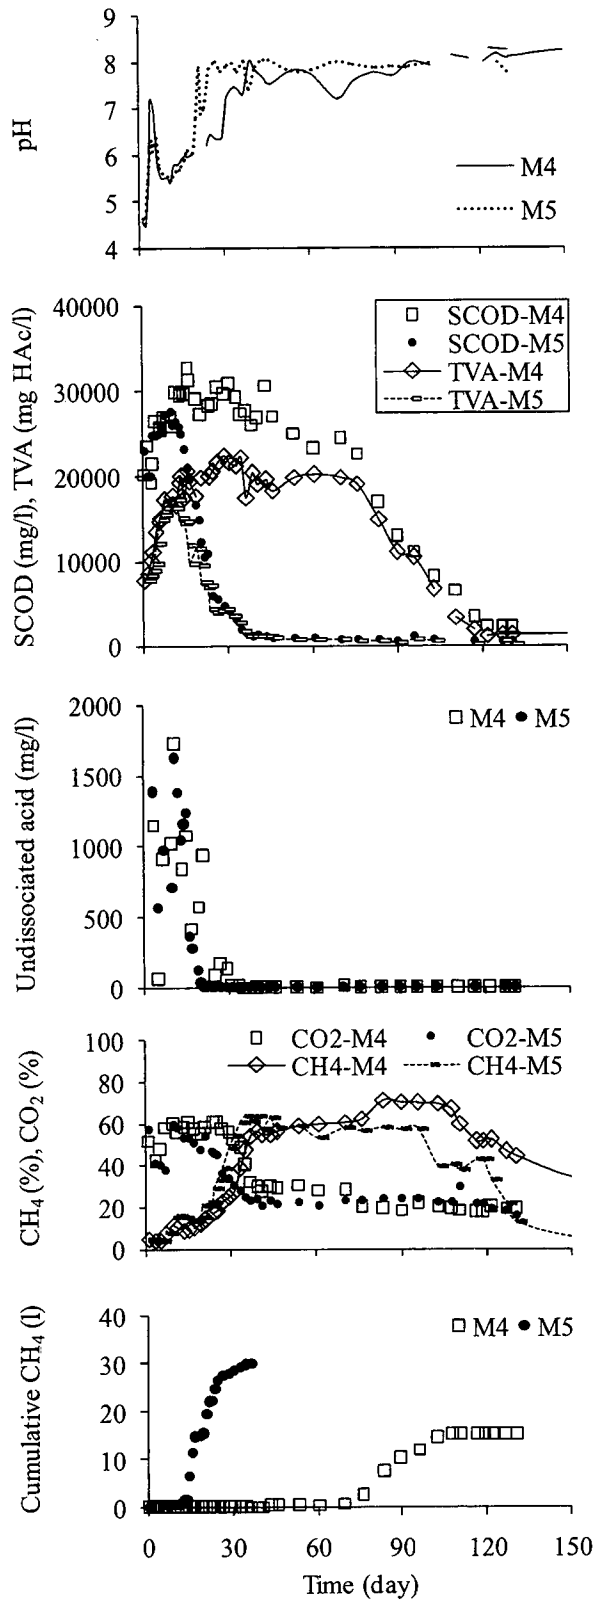 9
8
7
6
5
4
pH
M4
M5
40000
30000
20000
10000
0
SCOD (mg/l), TVA (mg HAc/l)
SCOD-M4
SCOD-M5
TVA-M4
TVA-M5
2000
1500
1000
500
0
Undissociated acid (mg/l)
M4 M5
100
80
60
40
20
0
CH4 (%), CO2 (%)
CO2-M4 CO2-M5
CH4-M4 CH4-M5
40
30
20
10
0
Cumulative CH4 (l)
M4 M5
0 30 60 90 120 150
Time (day)